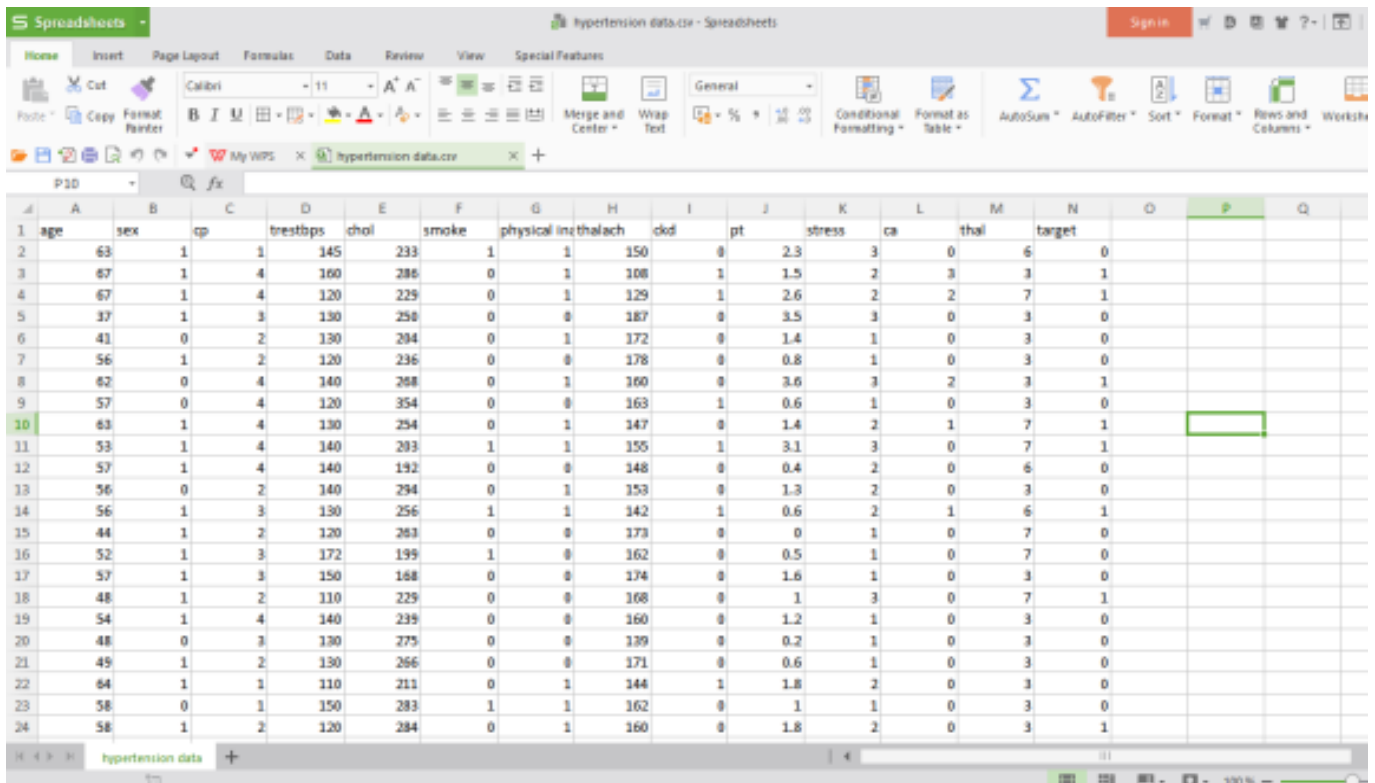 Spreadsheets
hypertension data.csv - Spreadsheets
Sign in
Home Insert Page Layout Formulas Data Review View Special Features
Cut Calibri 11 General
Paste Copy Format Painter B I U Merge and Center Wrap Text Conditional Formatting Format as Table AutoSum AutoFilter Sort Format Rows and Columns Worksh
My WPS hypertension data.csv
P10 fx
A B C D E F G H I J K L M N O P Q
1 age sex cp trestbps chol smoke physical ina thalach ckd pt stress ca thal target
2 63 1 1 145 233 1 1 150 0 2.3 3 0 6 0
3 67 1 4 160 286 0 1 108 1 1.5 2 3 3 1
4 67 1 4 120 229 0 1 129 1 2.6 2 2 7 1
5 37 1 3 130 250 0 0 187 0 3.5 3 0 3 0
6 41 0 2 130 204 0 1 172 0 1.4 1 0 3 0
7 56 1 2 120 236 0 0 178 0 0.8 1 0 3 0
8 62 0 4 140 268 0 1 160 0 3.6 3 2 3 1
9 57 0 4 120 354 0 0 163 1 0.6 1 0 3 0
10 63 1 4 130 254 0 1 147 0 1.4 2 1 7 1
11 53 1 4 140 203 1 1 155 1 3.1 3 0 7 1
12 57 1 4 140 192 0 0 148 0 0.4 2 0 6 0
13 56 0 2 140 294 0 1 153 0 1.3 2 0 3 0
14 56 1 3 130 256 1 1 142 1 0.6 2 1 6 1
15 44 1 2 120 263 0 0 173 0 0 1 0 7 0
16 52 1 3 172 199 1 0 162 0 0.5 1 0 7 0
17 57 1 3 150 168 0 0 174 0 1.6 1 0 3 0
18 48 1 2 110 229 0 0 168 0 1 3 0 7 1
19 54 1 4 140 239 0 0 160 0 1.2 1 0 3 0
20 48 0 3 130 275 0 0 139 0 0.2 1 0 3 0
21 49 1 2 130 266 0 0 171 0 0.6 1 0 3 0
22 64 1 1 110 211 0 1 144 1 1.8 2 0 3 0
23 58 0 1 150 283 1 1 162 0 1 1 0 3 0
24 58 1 2 120 284 0 1 160 0 1.8 2 0 3 1
hypertension data
100 %